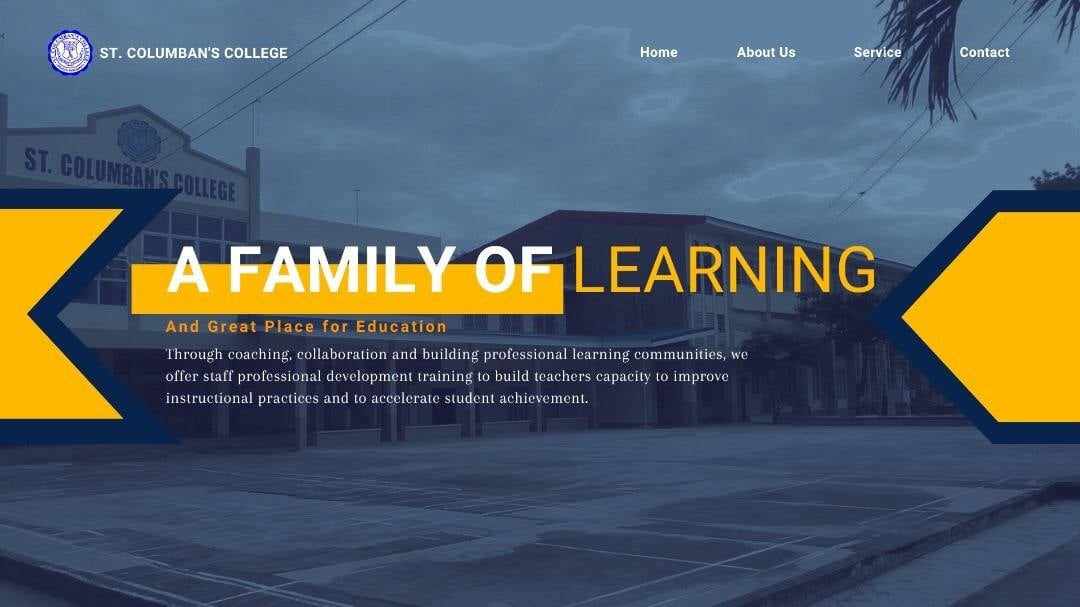 ST. COLUMBAN'S COLLEGE
Home About Us Service Contact
ST. COLUMBAN'S COLLEGE
A FAMILY OF LEARNING
And Great Place for Education
Through coaching, collaboration and building professional learning communities, we
offer staff professional development training to build teachers capacity to improve
instructional practices and to accelerate student achievement.